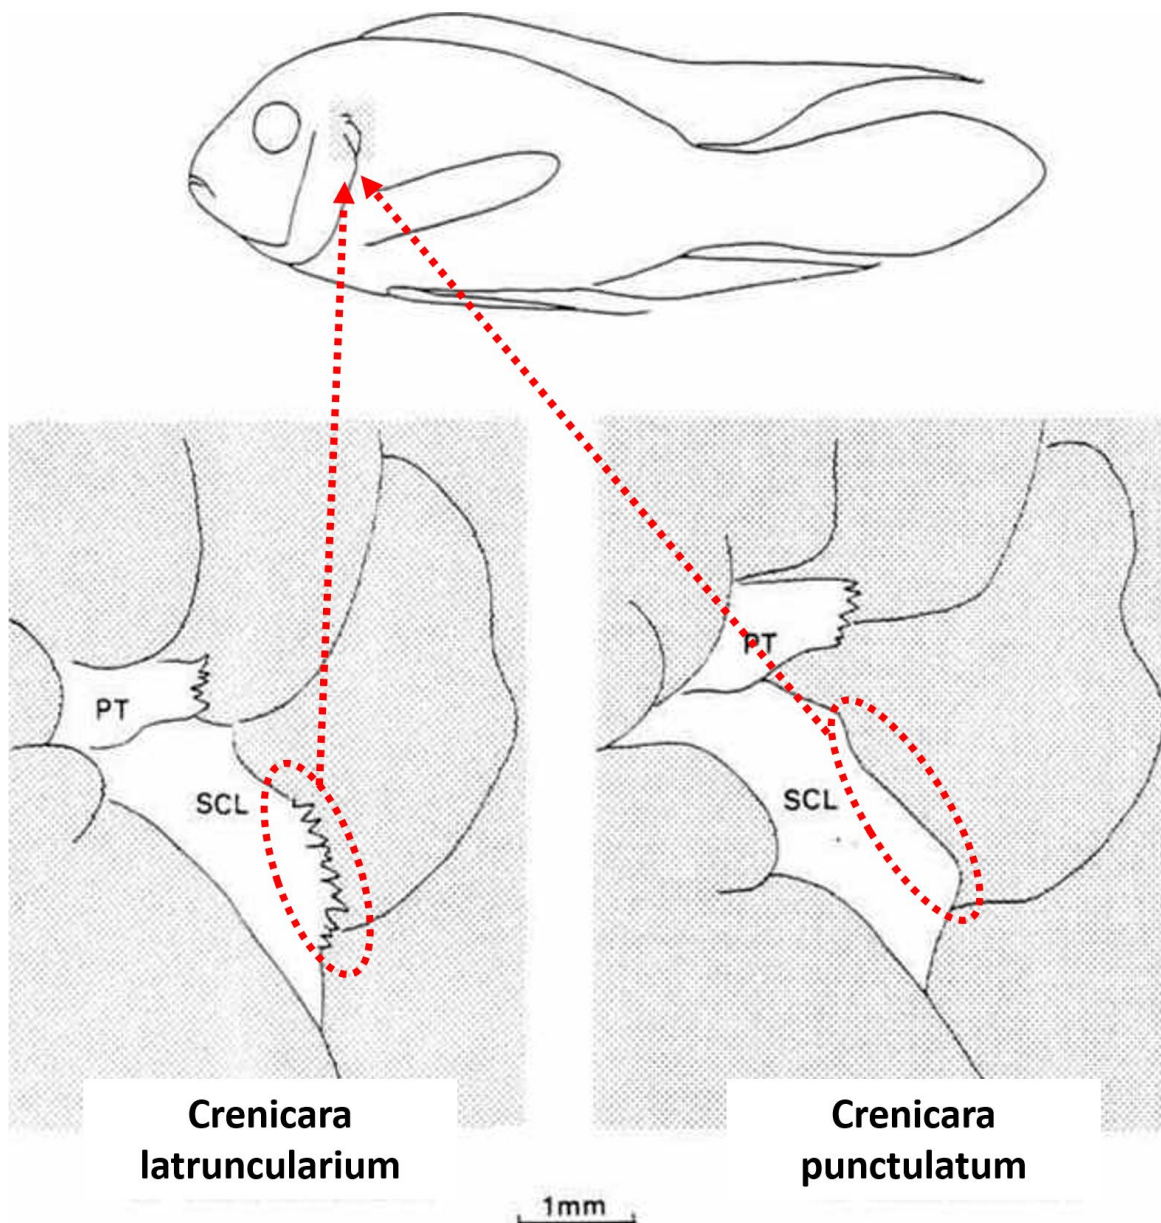 PT
SCL
PT
SCL
Crenicara
latruncularium
Crenicara
punctulatum
1mm